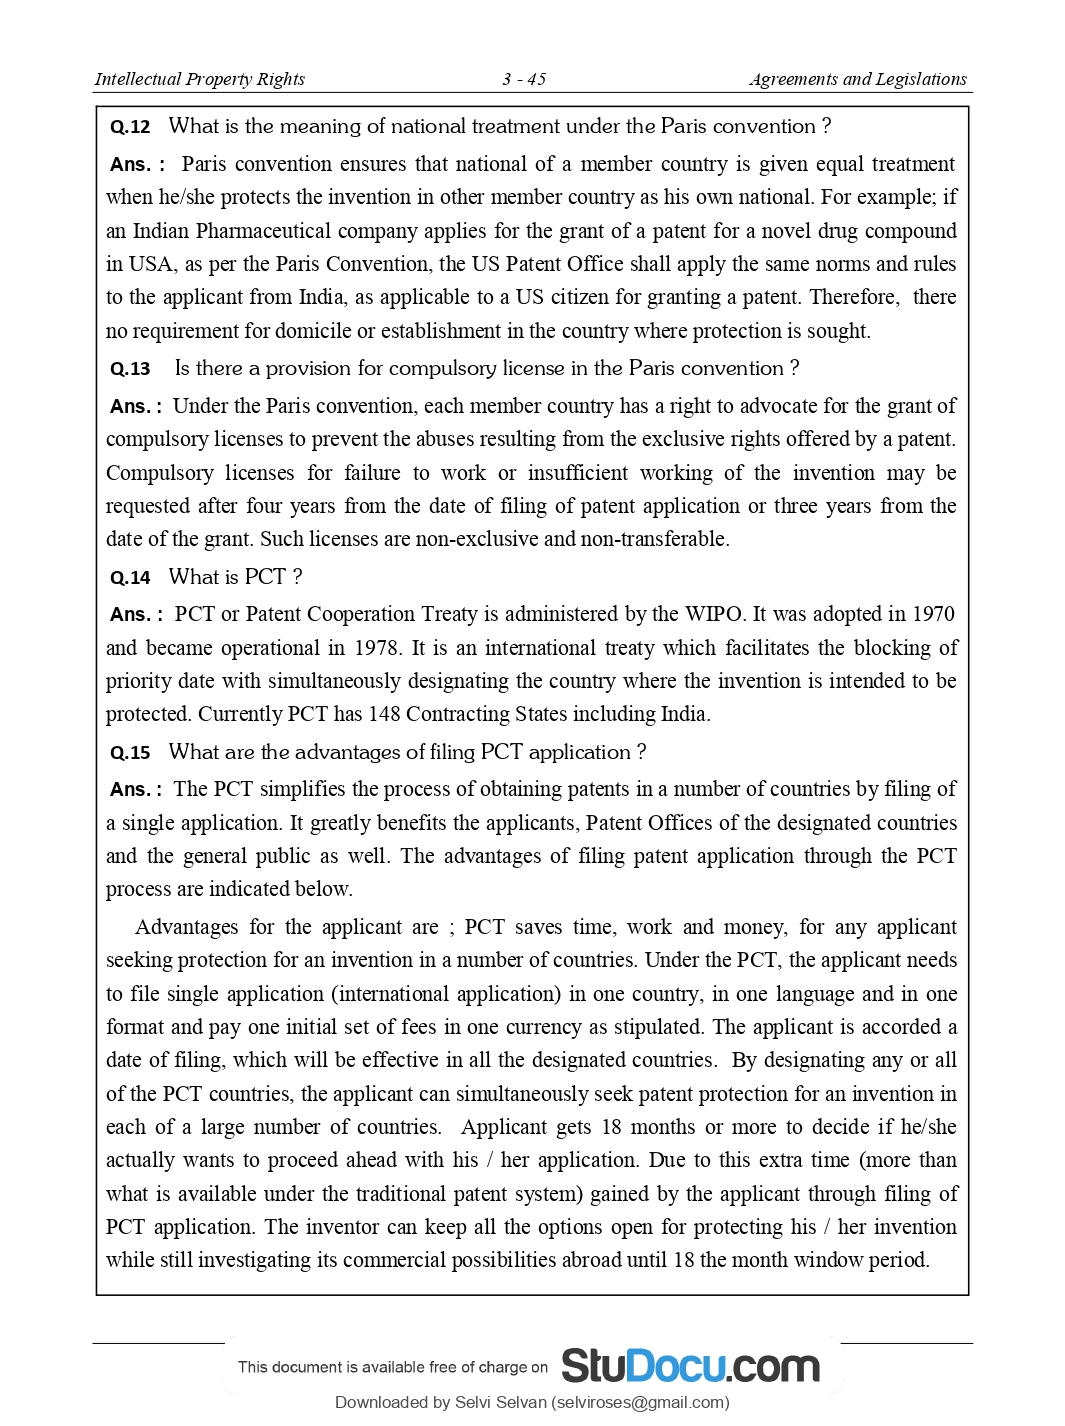 Intellectual Property Rights 3 - 45 Agreements and Legislations
Q.12 What is the meaning of national treatment under the Paris convention ?
Ans. : Paris convention ensures that national of a member country is given equal treatment
when he/she protects the invention in other member country as his own national. For example; if
an Indian Pharmaceutical company applies for the grant of a patent for a novel drug compound
in USA, as per the Paris Convention, the US Patent Office shall apply the same norms and rules
to the applicant from India, as applicable to a US citizen for granting a patent. Therefore, there
no requirement for domicile or establishment in the country where protection is sought.
Q.13 Is there a provision for compulsory license in the Paris convention ?
Ans. : Under the Paris convention, each member country has a right to advocate for the grant of
compulsory licenses to prevent the abuses resulting from the exclusive rights offered by a patent.
Compulsory licenses for failure to work or insufficient working of the invention may be
requested after four years from the date of filing of patent application or three years from the
date of the grant. Such licenses are non-exclusive and non-transferable.
Q.14 What is PCT ?
Ans. : PCT or Patent Cooperation Treaty is administered by the WIPO. It was adopted in 1970
and became operational in 1978. It is an international treaty which facilitates the blocking of
priority date with simultaneously designating the country where the invention is intended to be
protected. Currently PCT has 148 Contracting States including India.
Q.15 What are the advantages of filing PCT application ?
Ans. : The PCT simplifies the process of obtaining patents in a number of countries by filing of
a single application. It greatly benefits the applicants, Patent Offices of the designated countries
and the general public as well. The advantages of filing patent application through the PCT
process are indicated below.
Advantages for the applicant are ; PCT saves time, work and money, for any applicant
seeking protection for an invention in a number of countries. Under the PCT, the applicant needs
to file single application (international application) in one country, in one language and in one
format and pay one initial set of fees in one currency as stipulated. The applicant is accorded a
date of filing, which will be effective in all the designated countries. By designating any or all
of the PCT countries, the applicant can simultaneously seek patent protection for an invention in
each of a large number of countries. Applicant gets 18 months or more to decide if he/she
actually wants to proceed ahead with his / her application. Due to this extra time (more than
what is available under the traditional patent system) gained by the applicant through filing of
PCT application. The inventor can keep all the options open for protecting his / her invention
while still investigating its commercial possibilities abroad until 18 the month window period.
This document is available free of charge on StuDocu.com
Downloaded by Selvi Selvan (selviroses@gmail.com)